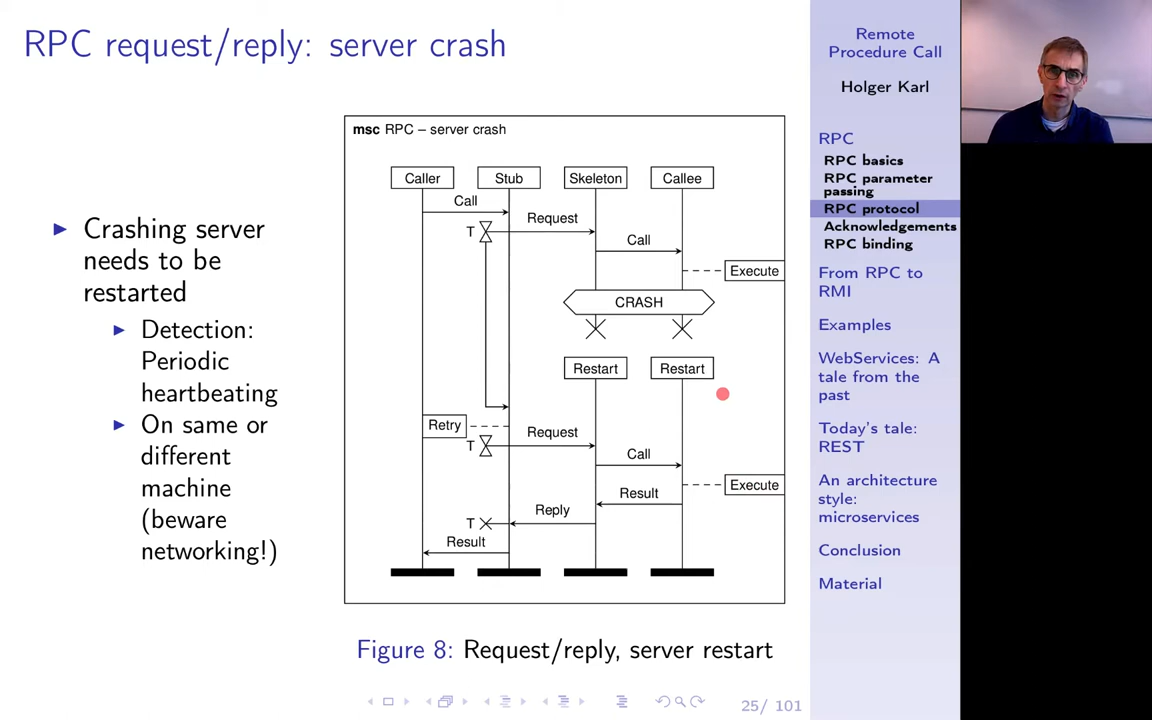 RPC request/reply: server crash
▶ Crashing server
needs to be
restarted
▶ Detection:
Periodic
heartbeating
▶ On same or
different
machine
(beware
networking!)
msc RPC – server crash
Caller Stub Skeleton Callee
Call
T Request
Call
Execute
CRASH
Restart Restart
Retry
T Request
Call
Execute
Result
T Reply
Result
Figure 8: Request/reply, server restart
25/ 101
Remote
Procedure Call
Holger Karl
RPC
RPC basics
RPC parameter
passing
RPC protocol
Acknowledgements
RPC binding
From RPC to
RMI
Examples
WebServices: A
tale from the
past
Today's tale:
REST
An architecture
style:
microservices
Conclusion
Material